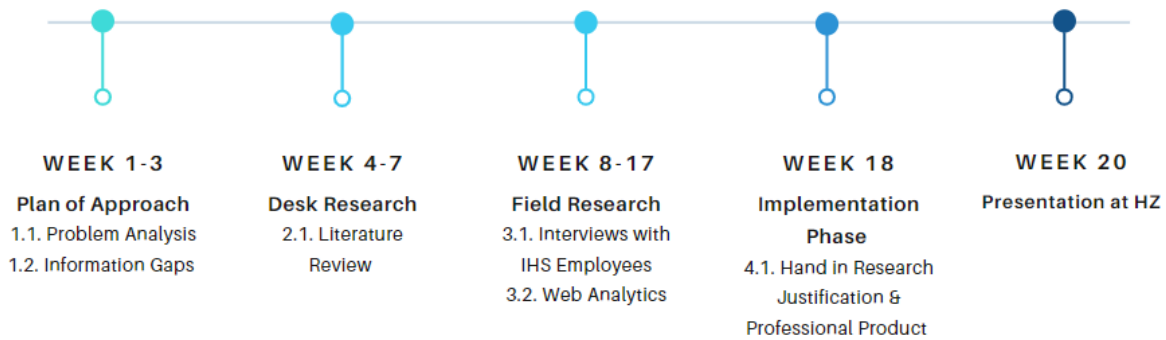 WEEK 1-3
Plan of Approach
1.1. Problem Analysis
1.2. Information Gaps
WEEK 4-7
Desk Research
2.1. Literature
Review
WEEK 8-17
Field Research
3.1. Interviews with
IHS Employees
3.2. Web Analytics
WEEK 18
Implementation
Phase
4.1. Hand in Research
Justification &
Professional Product
WEEK 20
Presentation at HZ